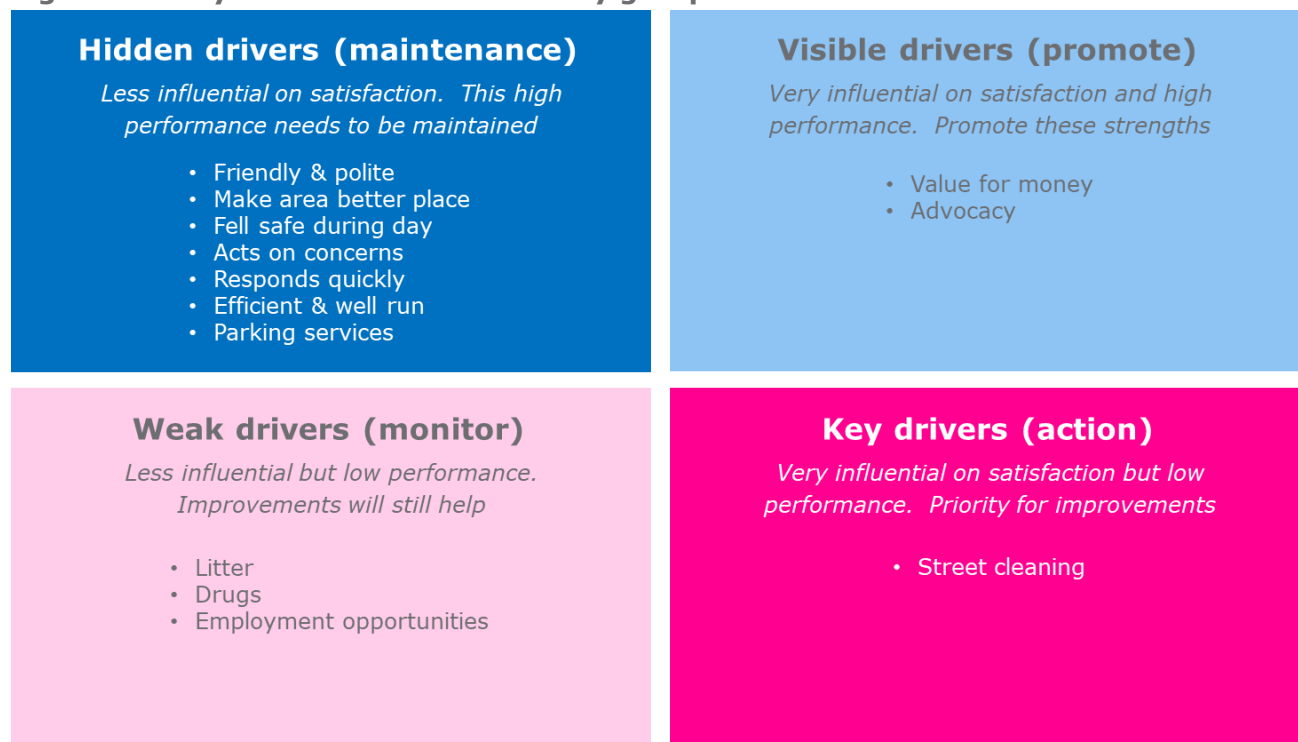 Hidden drivers (maintenance)
Less influential on satisfaction.  This high
performance needs to be maintained
• Friendly & polite
• Make area better place
• Fell safe during day
• Acts on concerns
• Responds quickly
• Efficient & well run
• Parking services
Visible drivers (promote)
Very influential on satisfaction and high
performance.  Promote these strengths
• Value for money
• Advocacy
Weak drivers (monitor)
Less influential but low performance.
Improvements will still help
• Litter
• Drugs
• Employment opportunities
Key drivers (action)
Very influential on satisfaction but low
performance.  Priority for improvements
• Street cleaning